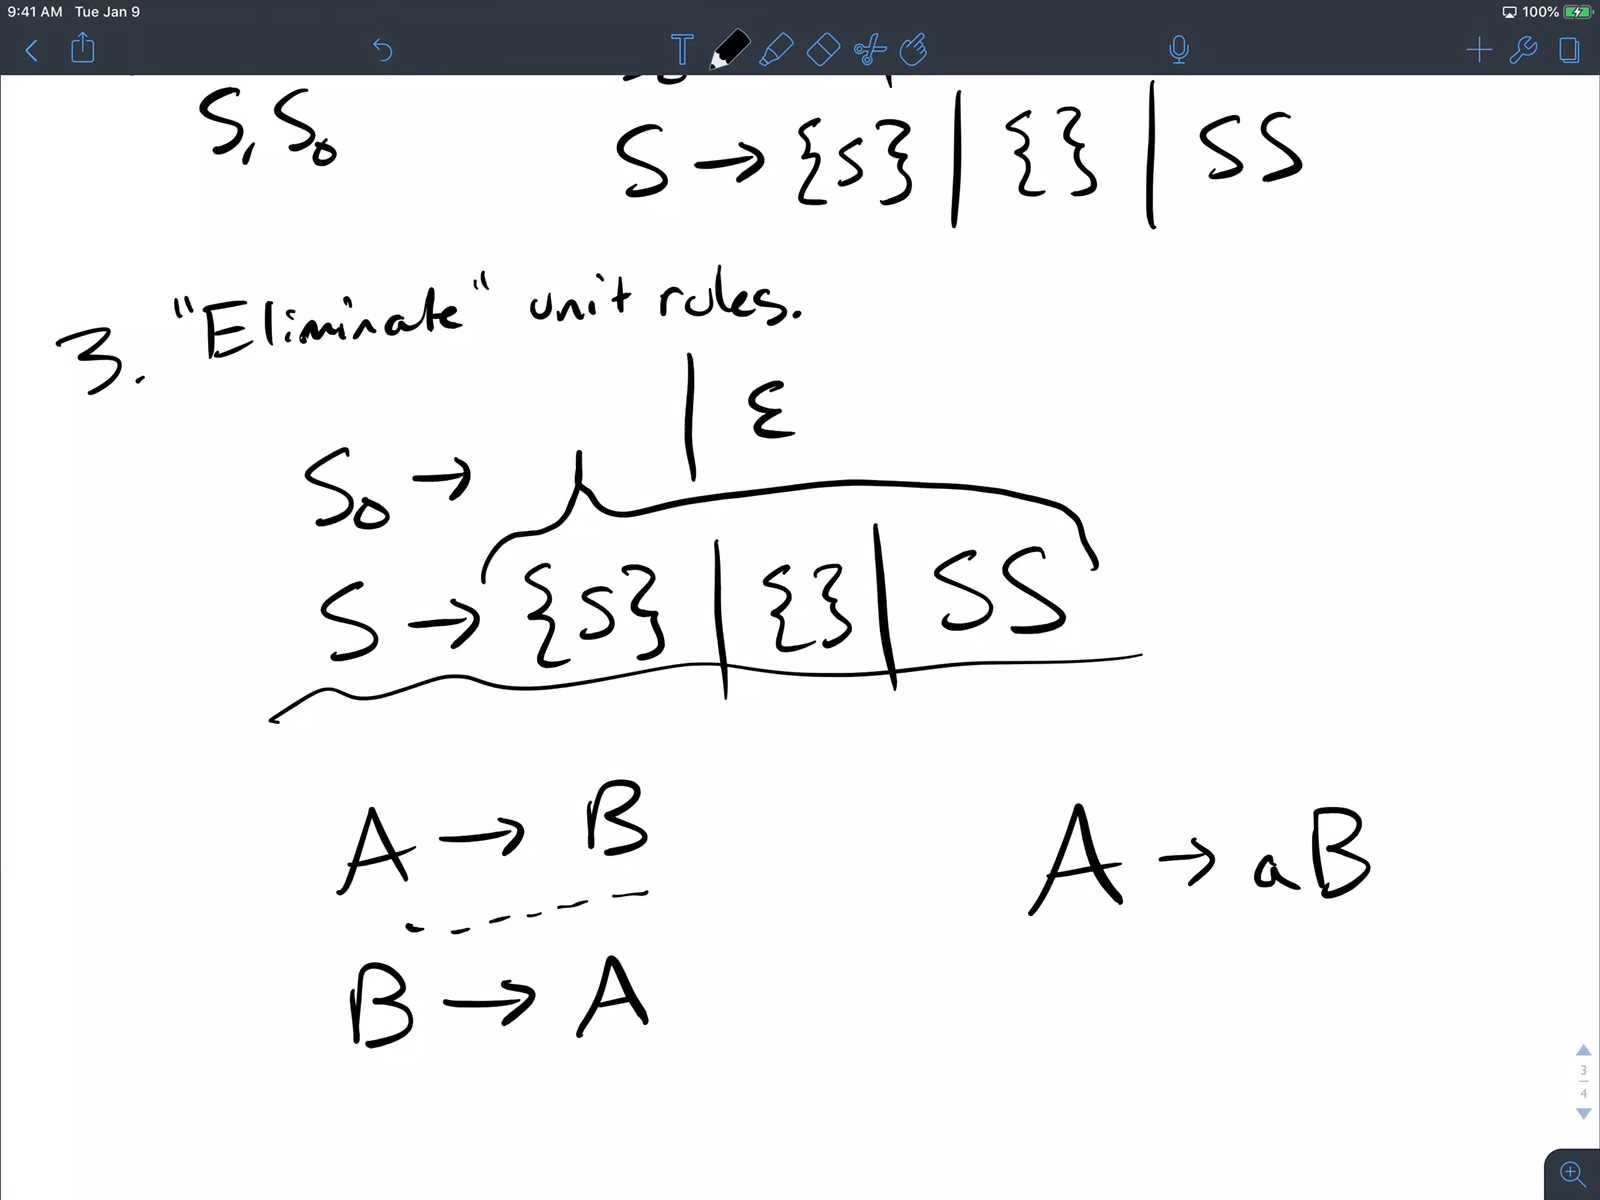 9:41 AM Tue Jan 9 100%
T
S, S₀
S → {S} | {} | SS
3. "Eliminate" unit rules.
S₀ → | ε
S → {S} | {} | SS
A → B
A → aB
B → A
3
4